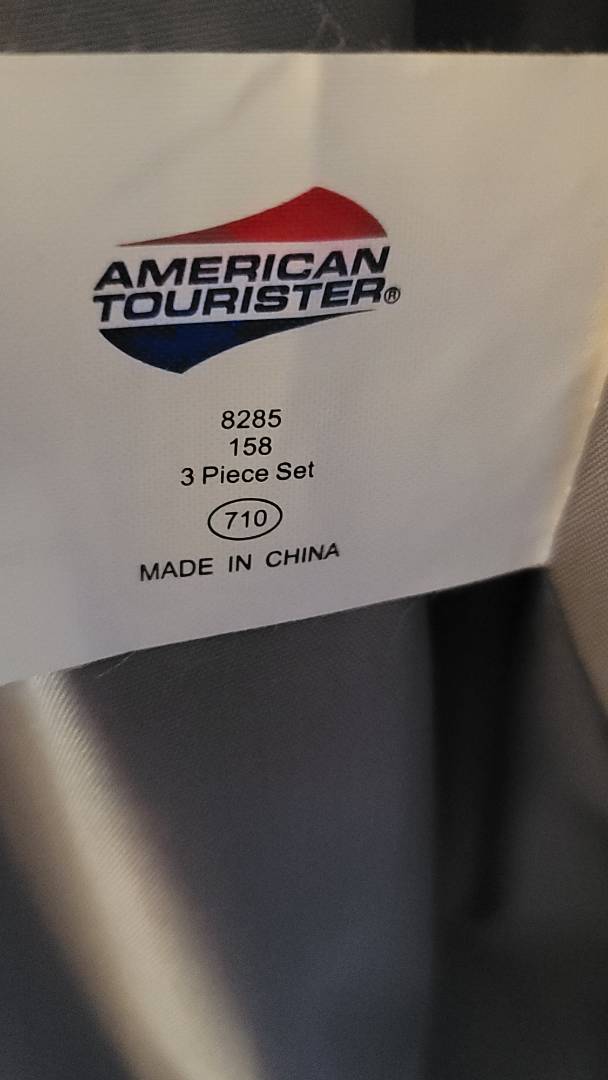 AMERICAN
TOURISTER®
8285
158
3 Piece Set
710
MADE IN CHINA